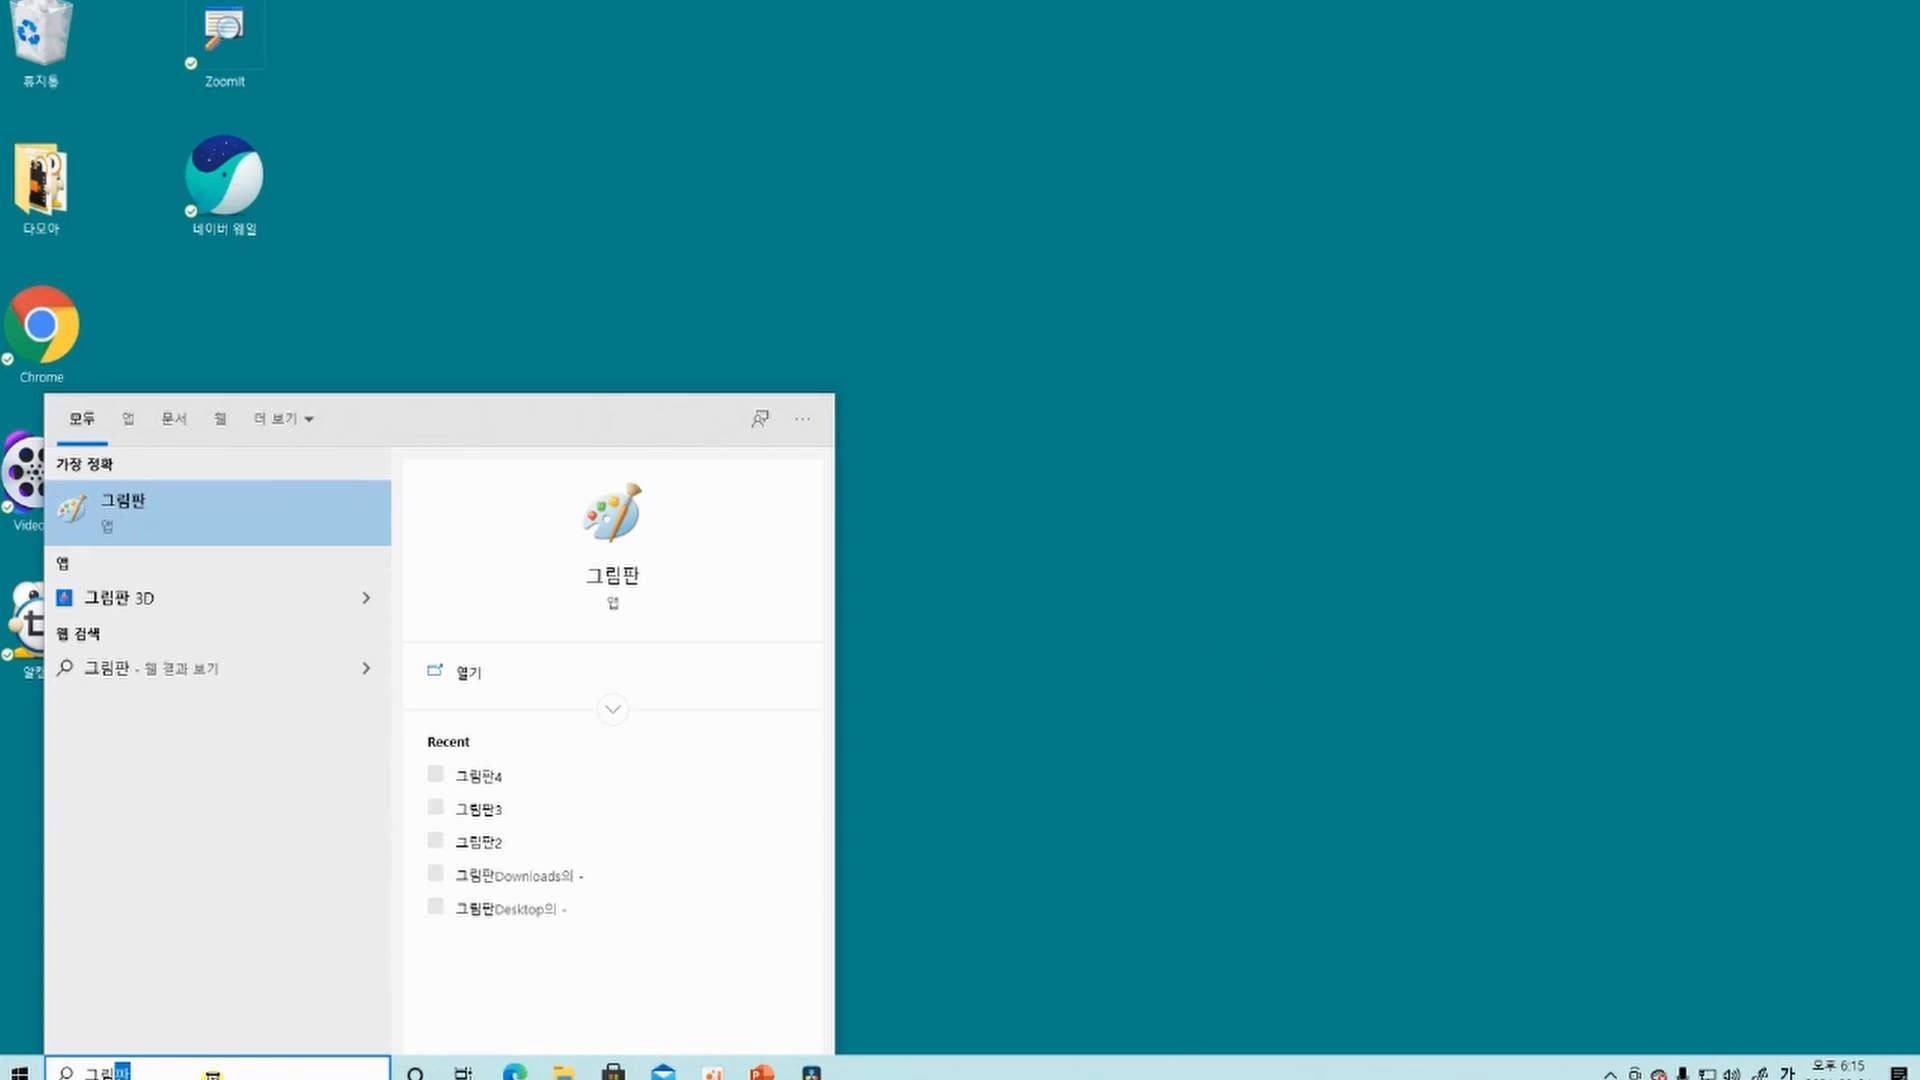 휴지통
ZoomIt
다모아
네이버 웨일
Chrome
모두 앱 문서 웹 더 보기
가장 정확
그림판
앱
앱
그림판 3D
웹 검색
그림판 - 웹 결과 보기
Video
알캡
그림판
앱
열기
Recent
그림판4
그림판3
그림판2
그림판Downloads의 -
그림판Desktop의 -
그림판
가
오후 6:15